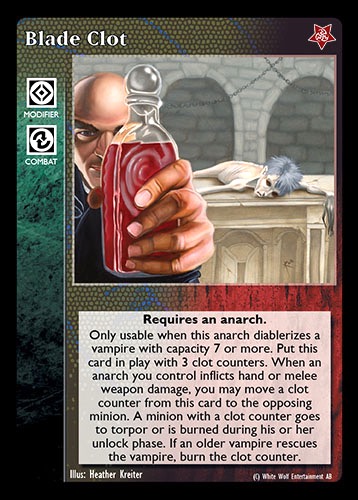 Blade Clot
MODIFIER
COMBAT
Requires an anarch.
Only usable when this anarch diablerizes a
vampire with capacity 7 or more. Put this
card in play with 3 clot counters. When an
anarch you control inflicts hand or melee
weapon damage, you may move a clot
counter from this card to the opposing
minion. A minion with a clot counter goes
to torpor or is burned during his or her
unlock phase. If an older vampire rescues
the vampire, burn the clot counter.
Illus: Heather Kreiter
(C) White Wolf Entertainment AB